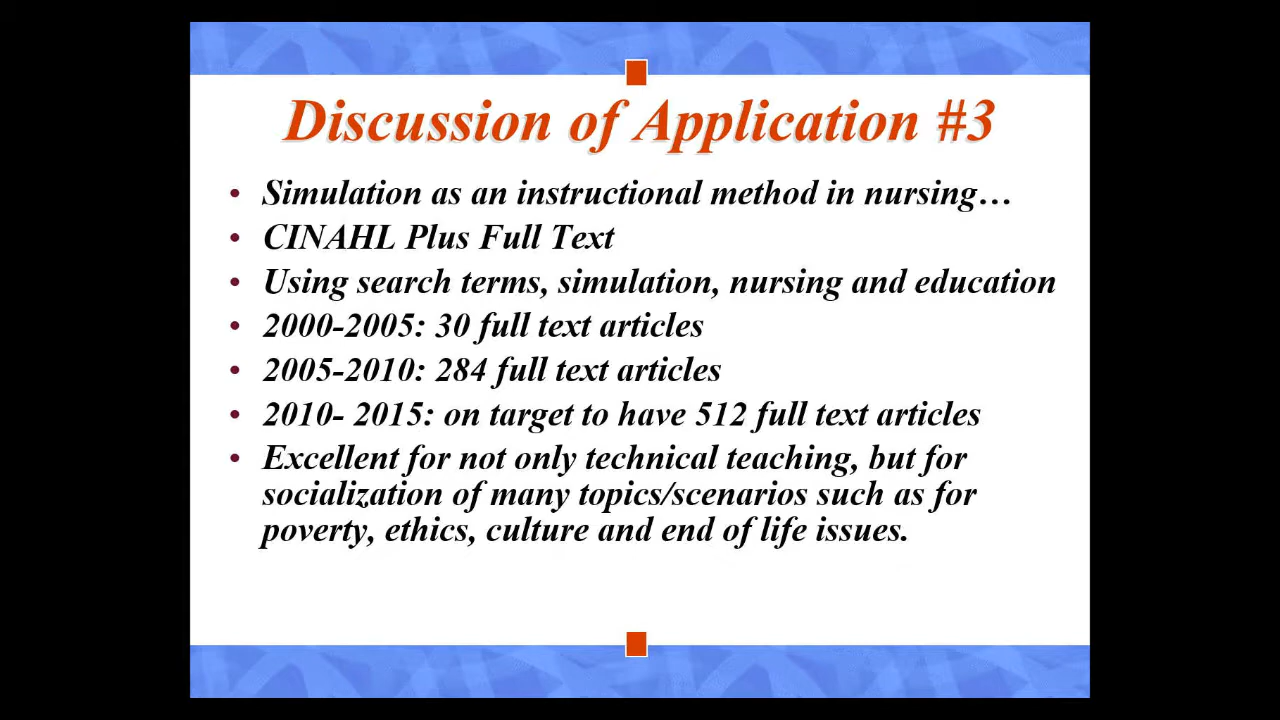 Discussion of Application #3
• Simulation as an instructional method in nursing…
• CINAHL Plus Full Text
• Using search terms, simulation, nursing and education
• 2000-2005: 30 full text articles
• 2005-2010: 284 full text articles
• 2010- 2015: on target to have 512 full text articles
• Excellent for not only technical teaching, but for
socialization of many topics/scenarios such as for
poverty, ethics, culture and end of life issues.